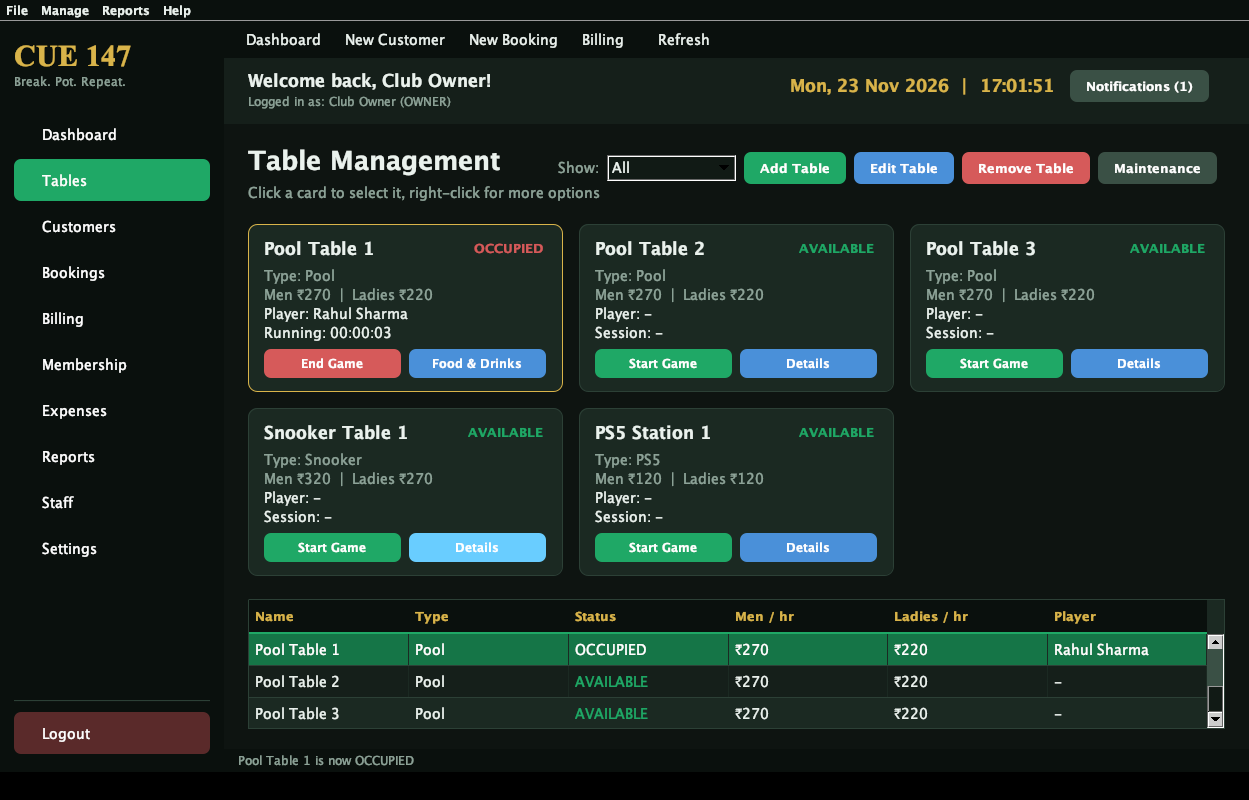 File Manage Reports Help
CUE 147
Break. Pot. Repeat.
Dashboard New Customer New Booking Billing Refresh
Welcome back, Club Owner!
Logged in as: Club Owner (OWNER)
Mon, 23 Nov 2026 | 17:01:51
Notifications (1)
Dashboard
Tables
Customers
Bookings
Billing
Membership
Expenses
Reports
Staff
Settings
Logout
Table Management
Click a card to select it, right-click for more options
Show: All Add Table Edit Table Remove Table Maintenance
Pool Table 1 OCCUPIED
Type: Pool
Men ₹270 | Ladies ₹220
Player: Rahul Sharma
Running: 00:00:03
End Game Food & Drinks
Pool Table 2 AVAILABLE
Type: Pool
Men ₹270 | Ladies ₹220
Player: –
Session: –
Start Game Details
Pool Table 3 AVAILABLE
Type: Pool
Men ₹270 | Ladies ₹220
Player: –
Session: –
Start Game Details
Snooker Table 1 AVAILABLE
Type: Snooker
Men ₹320 | Ladies ₹270
Player: –
Session: –
Start Game Details
PS5 Station 1 AVAILABLE
Type: PS5
Men ₹120 | Ladies ₹120
Player: –
Session: –
Start Game Details
Name Type Status Men / hr Ladies / hr Player
Pool Table 1 Pool OCCUPIED ₹270 ₹220 Rahul Sharma
Pool Table 2 Pool AVAILABLE ₹270 ₹220 –
Pool Table 3 Pool AVAILABLE ₹270 ₹220 –
Pool Table 1 is now OCCUPIED